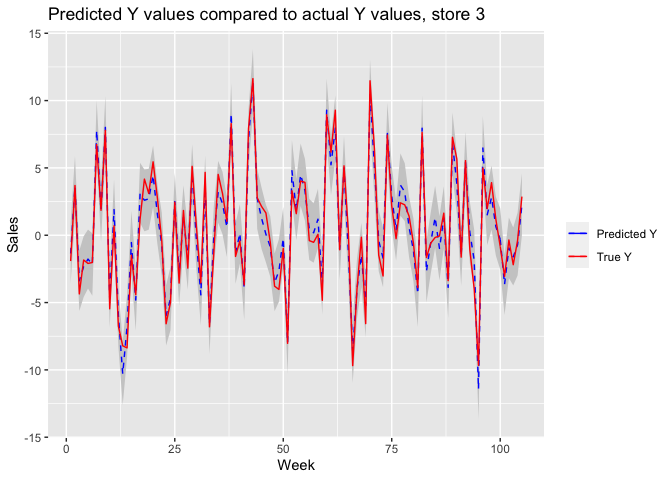 Predicted Y values compared to actual Y values, store 3
15
10
5
0
-5
-10
-15
Sales
0 25 50 75 100
Week
Predicted Y
True Y